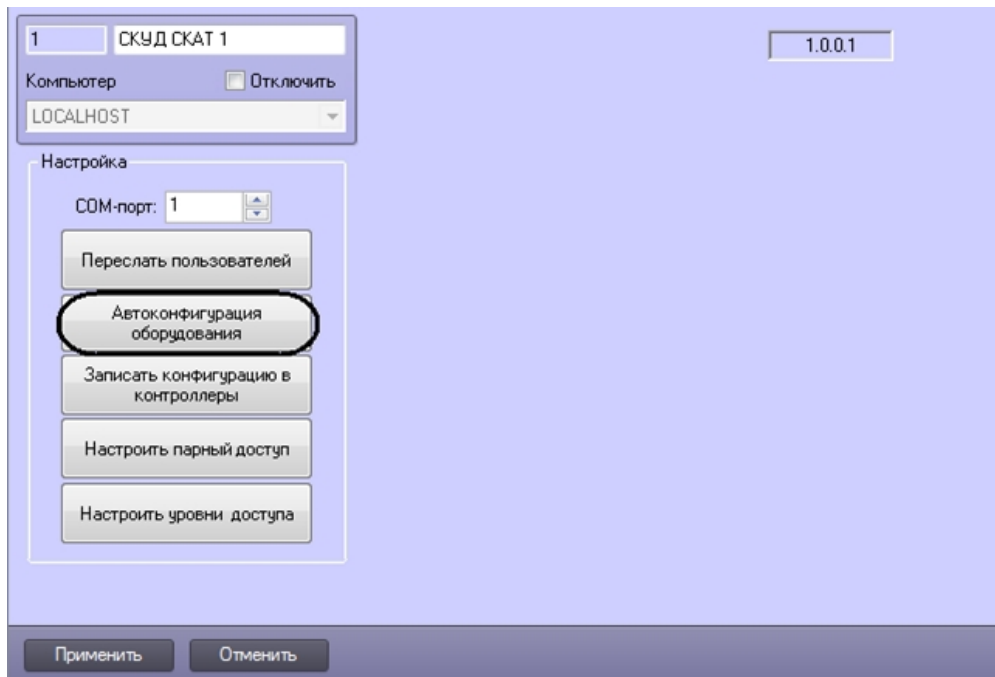 1 СКУД СКАТ 1
1.0.0.1
Компьютер Отключить
LOCALHOST
Настройка
COM-порт: 1
Переслать пользователей
Автоконфигурация
оборудования
Записать конфигурацию в
контроллеры
Настроить парный доступ
Настроить уровни доступа
Применить Отменить